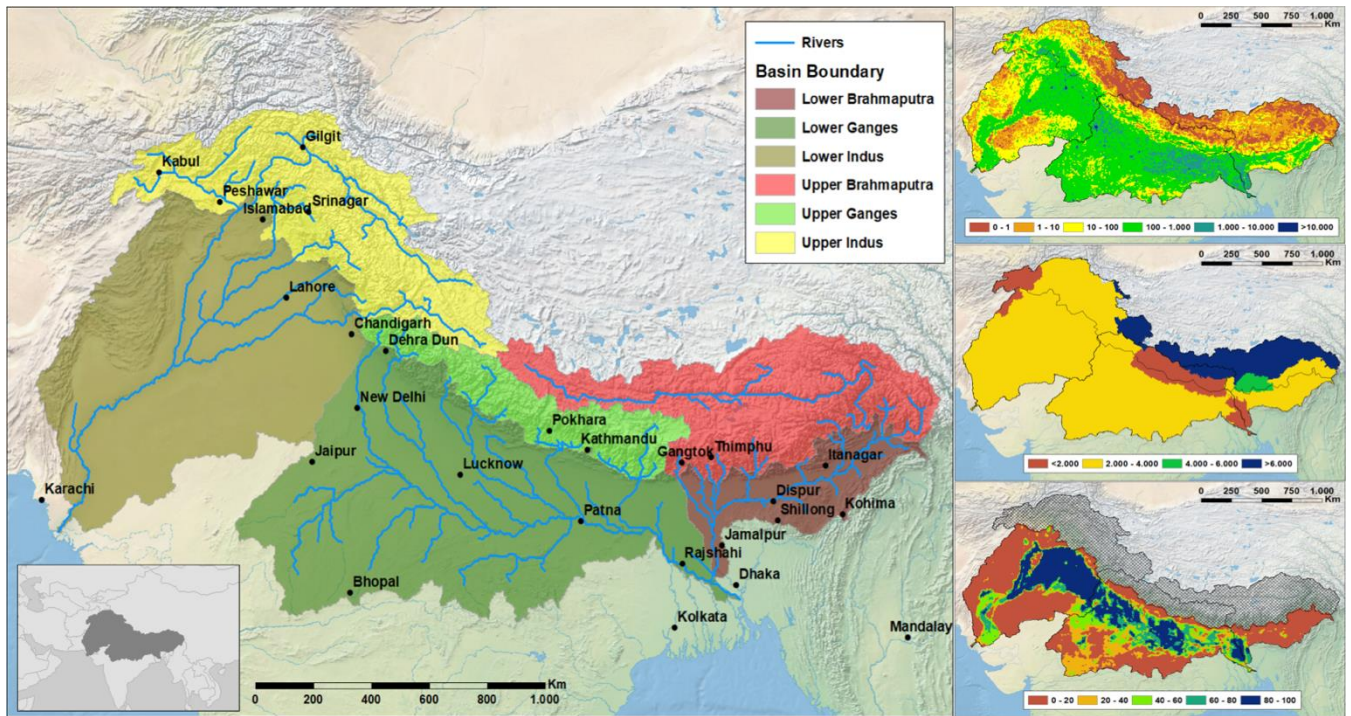 Rivers
Basin Boundary
Lower Brahmaputra
Lower Ganges
Lower Indus
Upper Brahmaputra
Upper Ganges
Upper Indus
Gilgit
Kabul
Peshawar
Srinagar
Islamabad
Lahore
Chandigarh
Dehra Dun
New Delhi
Pokhara
Kathmandu
Gangtok
Thimphu
Itanagar
Jaipur
Lucknow
Karachi
Patna
Dispur
Kohima
Shillong
Jamalpur
Rajshahi
Dhaka
Bhopal
Kolkata
Mandalay
Km
0 200 400 600 800 1.000
0 250 500 750 1.000
Km
0 - 1 1 - 10 10 - 100 100 - 1.000 1.000 - 10.000 >10.000
0 250 500 750 1.000
Km
<2.000 2.000 - 4.000 4.000 - 6.000 >6.000
0 250 500 750 1.000
Km
0 - 20 20 - 40 40 - 60 60 - 80 80 - 100